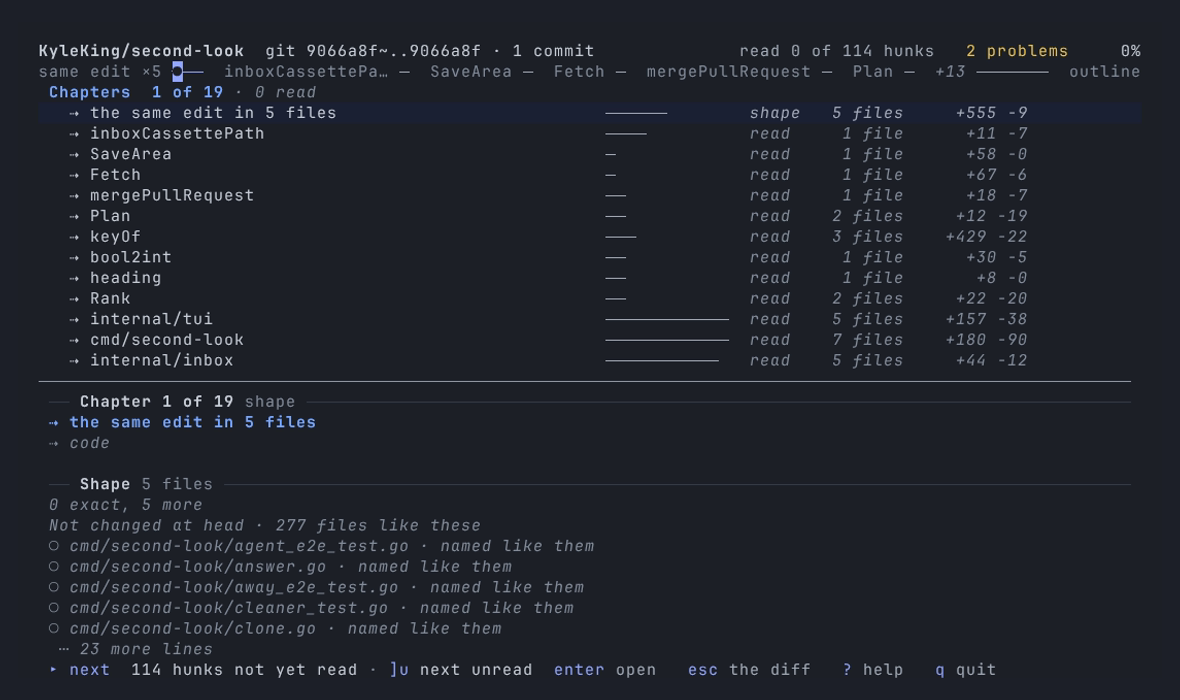 KyleKing/second-look  git 9066a8f~..9066a8f · 1 commit  read 0 of 114 hunks  2 problems  0%
same edit ×5  inboxCassettePa… —  SaveArea —  Fetch —  mergePullRequest —  Plan —  +13 ———————  outline
Chapters  1 of 19 · 0 read
⇢ the same edit in 5 files  ——————  shape  5 files  +555 -9
⇢ inboxCassettePath  ————  read  1 file  +11 -7
⇢ SaveArea  —  read  1 file  +58 -0
⇢ Fetch  —  read  1 file  +67 -6
⇢ mergePullRequest  ——  read  1 file  +18 -7
⇢ Plan  ——  read  2 files  +12 -19
⇢ keyOf  ———  read  3 files  +429 -22
⇢ bool2int  ——  read  1 file  +30 -5
⇢ heading  ——  read  1 file  +8 -0
⇢ Rank  ——  read  2 files  +22 -20
⇢ internal/tui  ————————————  read  5 files  +157 -38
⇢ cmd/second-look  ————————————  read  7 files  +180 -90
⇢ internal/inbox  ———————————  read  5 files  +44 -12
—— Chapter 1 of 19 shape ——
⇢ the same edit in 5 files
⇢ code
—— Shape 5 files ——
0 exact, 5 more
Not changed at head · 277 files like these
○ cmd/second-look/agent_e2e_test.go · named like them
○ cmd/second-look/answer.go · named like them
○ cmd/second-look/away_e2e_test.go · named like them
○ cmd/second-look/cleaner_test.go · named like them
○ cmd/second-look/clone.go · named like them
⋯ 23 more lines
▸ next  114 hunks not yet read · ]u next unread  enter open  esc the diff  ? help  q quit